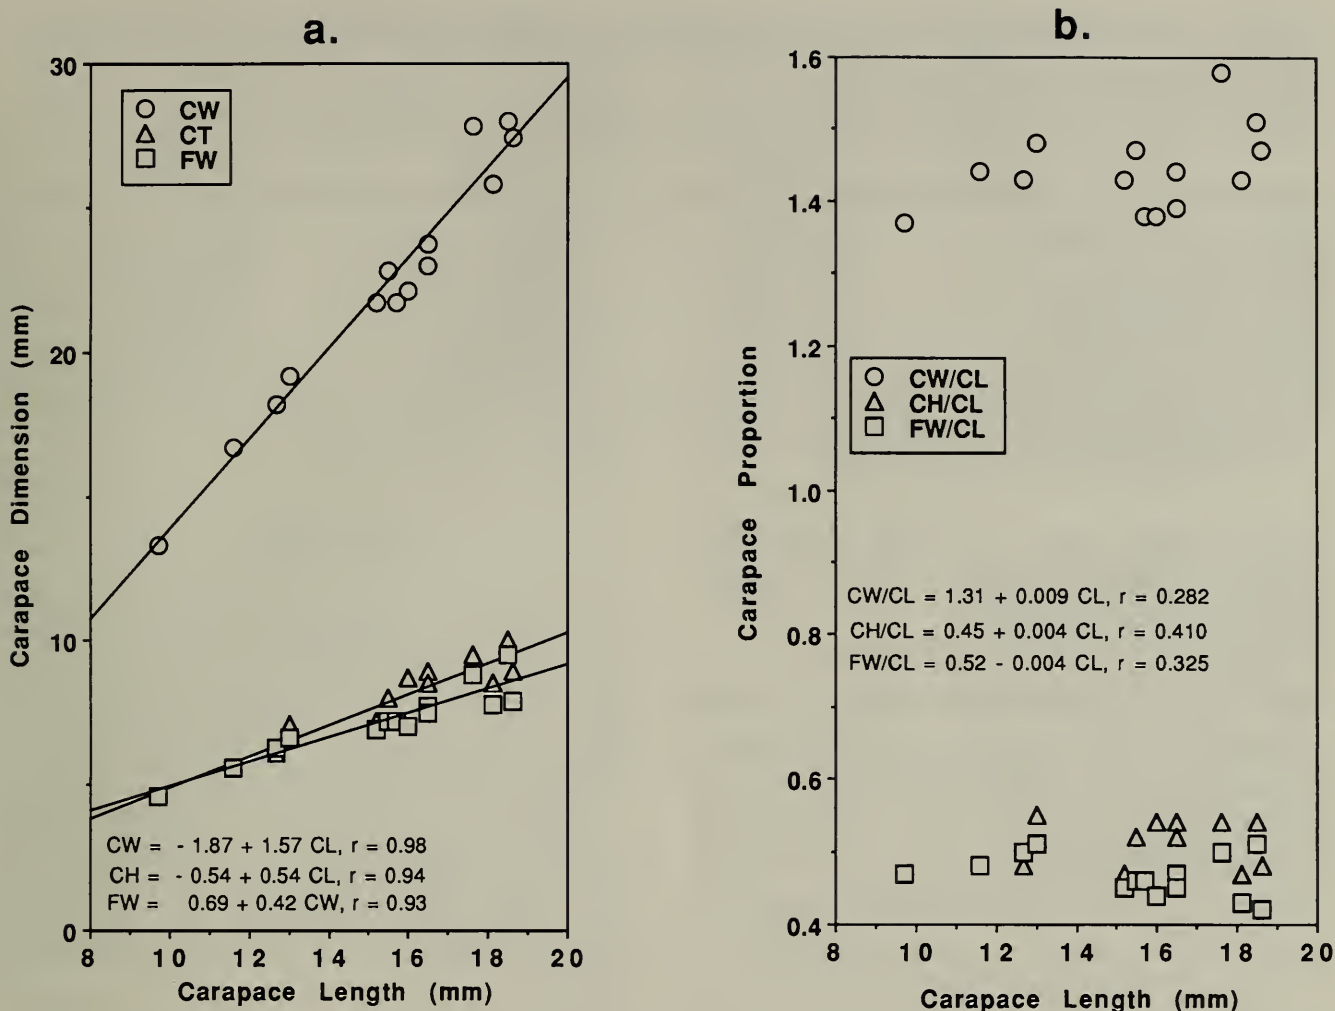 a.
30
CW
CT
FW
20
10
0
Carapace Dimension (mm)
CW = - 1.87 + 1.57 CL, r = 0.98
CH = - 0.54 + 0.54 CL, r = 0.94
FW = 0.69 + 0.42 CW, r = 0.93
8 10 12 14 16 18 20
Carapace Length (mm)
b.
1.6
1.4
1.2
1.0
0.8
0.6
0.4
Carapace Proportion
CW/CL
CH/CL
FW/CL
CW/CL = 1.31 + 0.009 CL, r = 0.282
CH/CL = 0.45 + 0.004 CL, r = 0.410
FW/CL = 0.52 - 0.004 CL, r = 0.325
8 10 12 14 16 18 20
Carapace Length (mm)